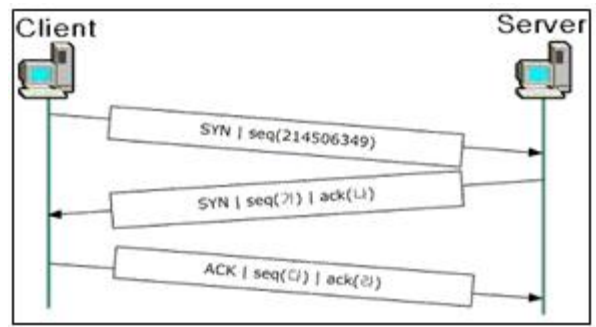 Client
Server
SYN | seq(214506349)
SYN | seq(가) | ack(나)
ACK | seq(다) | ack(라)